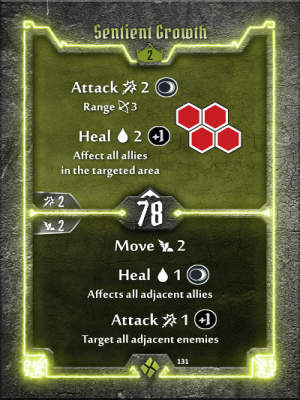 Sentient Growth
2
Attack 2
Range 3
Heal 2 +1
Affect all allies
in the targeted area
2
78
2
Move 2
Heal 1
Affects all adjacent allies
Attack 1 +1
Target all adjacent enemies
131